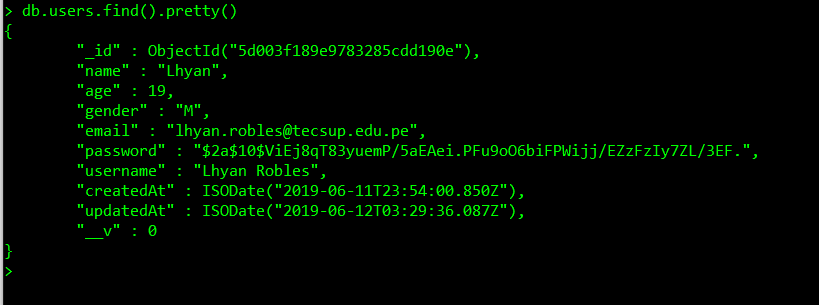 > db.users.find().pretty()
{
        "_id" : ObjectId("5d003f189e9783285cdd190e"),
        "name" : "Lhyan",
        "age" : 19,
        "gender" : "M",
        "email" : "lhyan.robles@tecsup.edu.pe",
        "password" : "$2a$10$ViEj8qT83yuemP/5aEAei.PFu9oO6biFPWijj/EZzFzIy7ZL/3EF.",
        "username" : "Lhyan Robles",
        "createdAt" : ISODate("2019-06-11T23:54:00.850Z"),
        "updatedAt" : ISODate("2019-06-12T03:29:36.087Z"),
        "__v" : 0
}
>